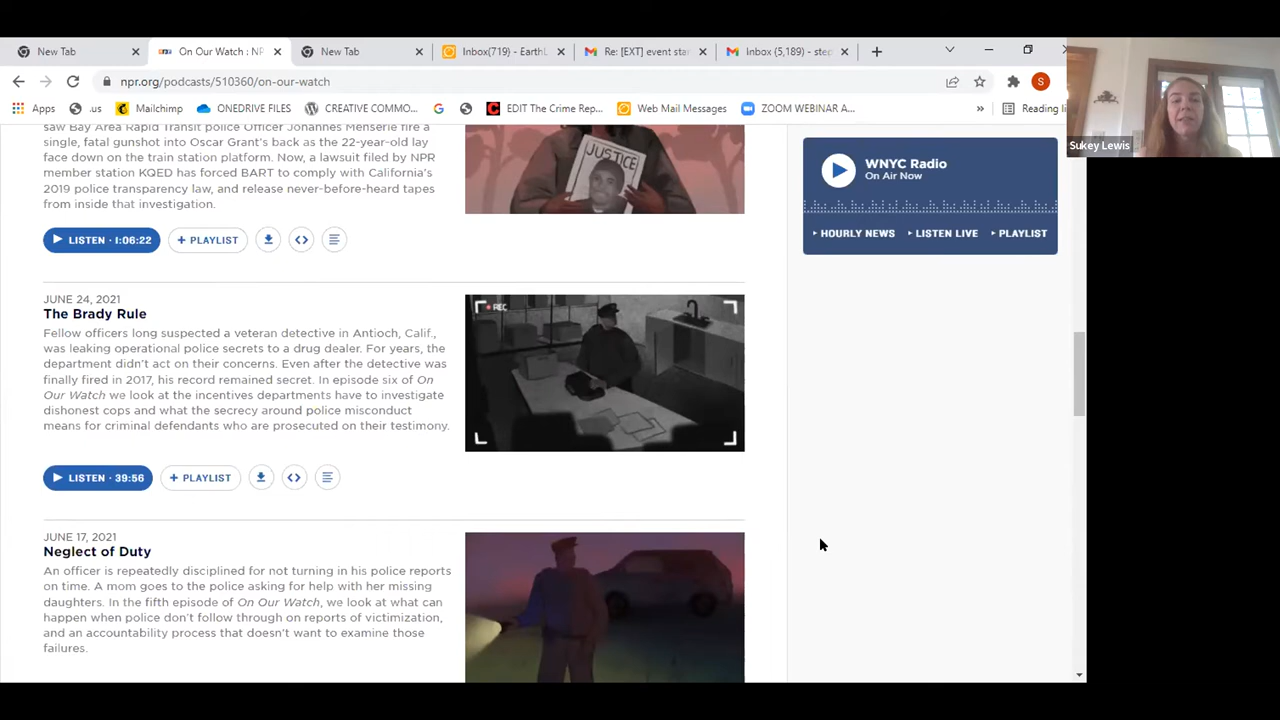 New Tab
On Our Watch : NP
New Tab
Inbox(719) - EarthL
Re: [EXT] event star
Inbox (5,189) - step
npr.org/podcasts/510360/on-our-watch
S
Apps
.us
Mailchimp
ONEDRIVE FILES
CREATIVE COMMO...
EDIT The Crime Rep...
Web Mail Messages
ZOOM WEBINAR A...
»
Reading li
Sukey Lewis
saw Bay Area Rapid Transit police Officer Johannes Mehserle fire a
single, fatal gunshot into Oscar Grant's back as the 22-year-old lay
face down on the train station platform. Now, a lawsuit filed by NPR
member station KQED has forced BART to comply with California's
2019 police transparency law, and release never-before-heard tapes
from inside that investigation.
JUSTICE
LISTEN · 1:06:22
+ PLAYLIST
WNYC Radio
On Air Now
HOURLY NEWS
LISTEN LIVE
PLAYLIST
JUNE 24, 2021
The Brady Rule
Fellow officers long suspected a veteran detective in Antioch, Calif.,
was leaking operational police secrets to a drug dealer. For years, the
department didn't act on their concerns. Even after the detective was
finally fired in 2017, his record remained secret. In episode six of On
Our Watch we look at the incentives departments have to investigate
dishonest cops and what the secrecy around police misconduct
means for criminal defendants who are prosecuted on their testimony.
REC
LISTEN · 39:56
+ PLAYLIST
JUNE 17, 2021
Neglect of Duty
An officer is repeatedly disciplined for not turning in his police reports
on time. A mom goes to the police asking for help with her missing
daughters. In the fifth episode of On Our Watch, we look at what can
happen when police don't follow through on reports of victimization,
and an accountability process that doesn't want to examine those
failures.